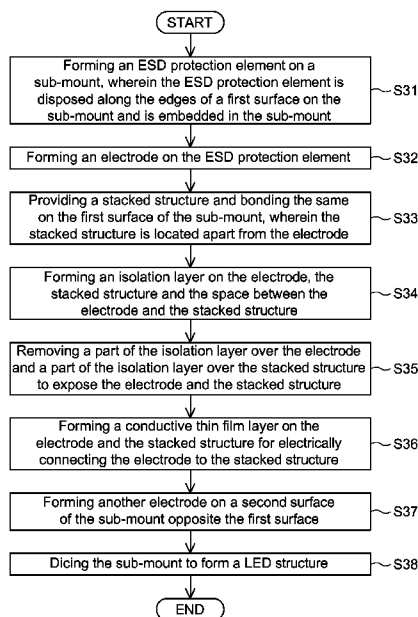 START
Forming an ESD protection element on a
sub-mount, wherein the ESD protection element is
disposed along the edges of a first surface on the
sub-mount and is embedded in the sub-mount
S31
Forming an electrode on the ESD protection element
S32
Providing a stacked structure and bonding the same
on the first surface of the sub-mount, wherein the
stacked structure is located apart from the electrode
S33
Forming an isolation layer on the electrode, the
stacked structure and the space between the
electrode and the stacked structure
S34
Removing a part of the isolation layer over the electrode
and a part of the isolation layer over the stacked structure
to expose the electrode and the stacked structure
S35
Forming a conductive thin film layer on the
electrode and the stacked structure for electrically
connecting the electrode to the stacked structure
S36
Forming another electrode on a second surface
of the sub-mount opposite the first surface
S37
Dicing the sub-mount to form a LED structure
S38
END